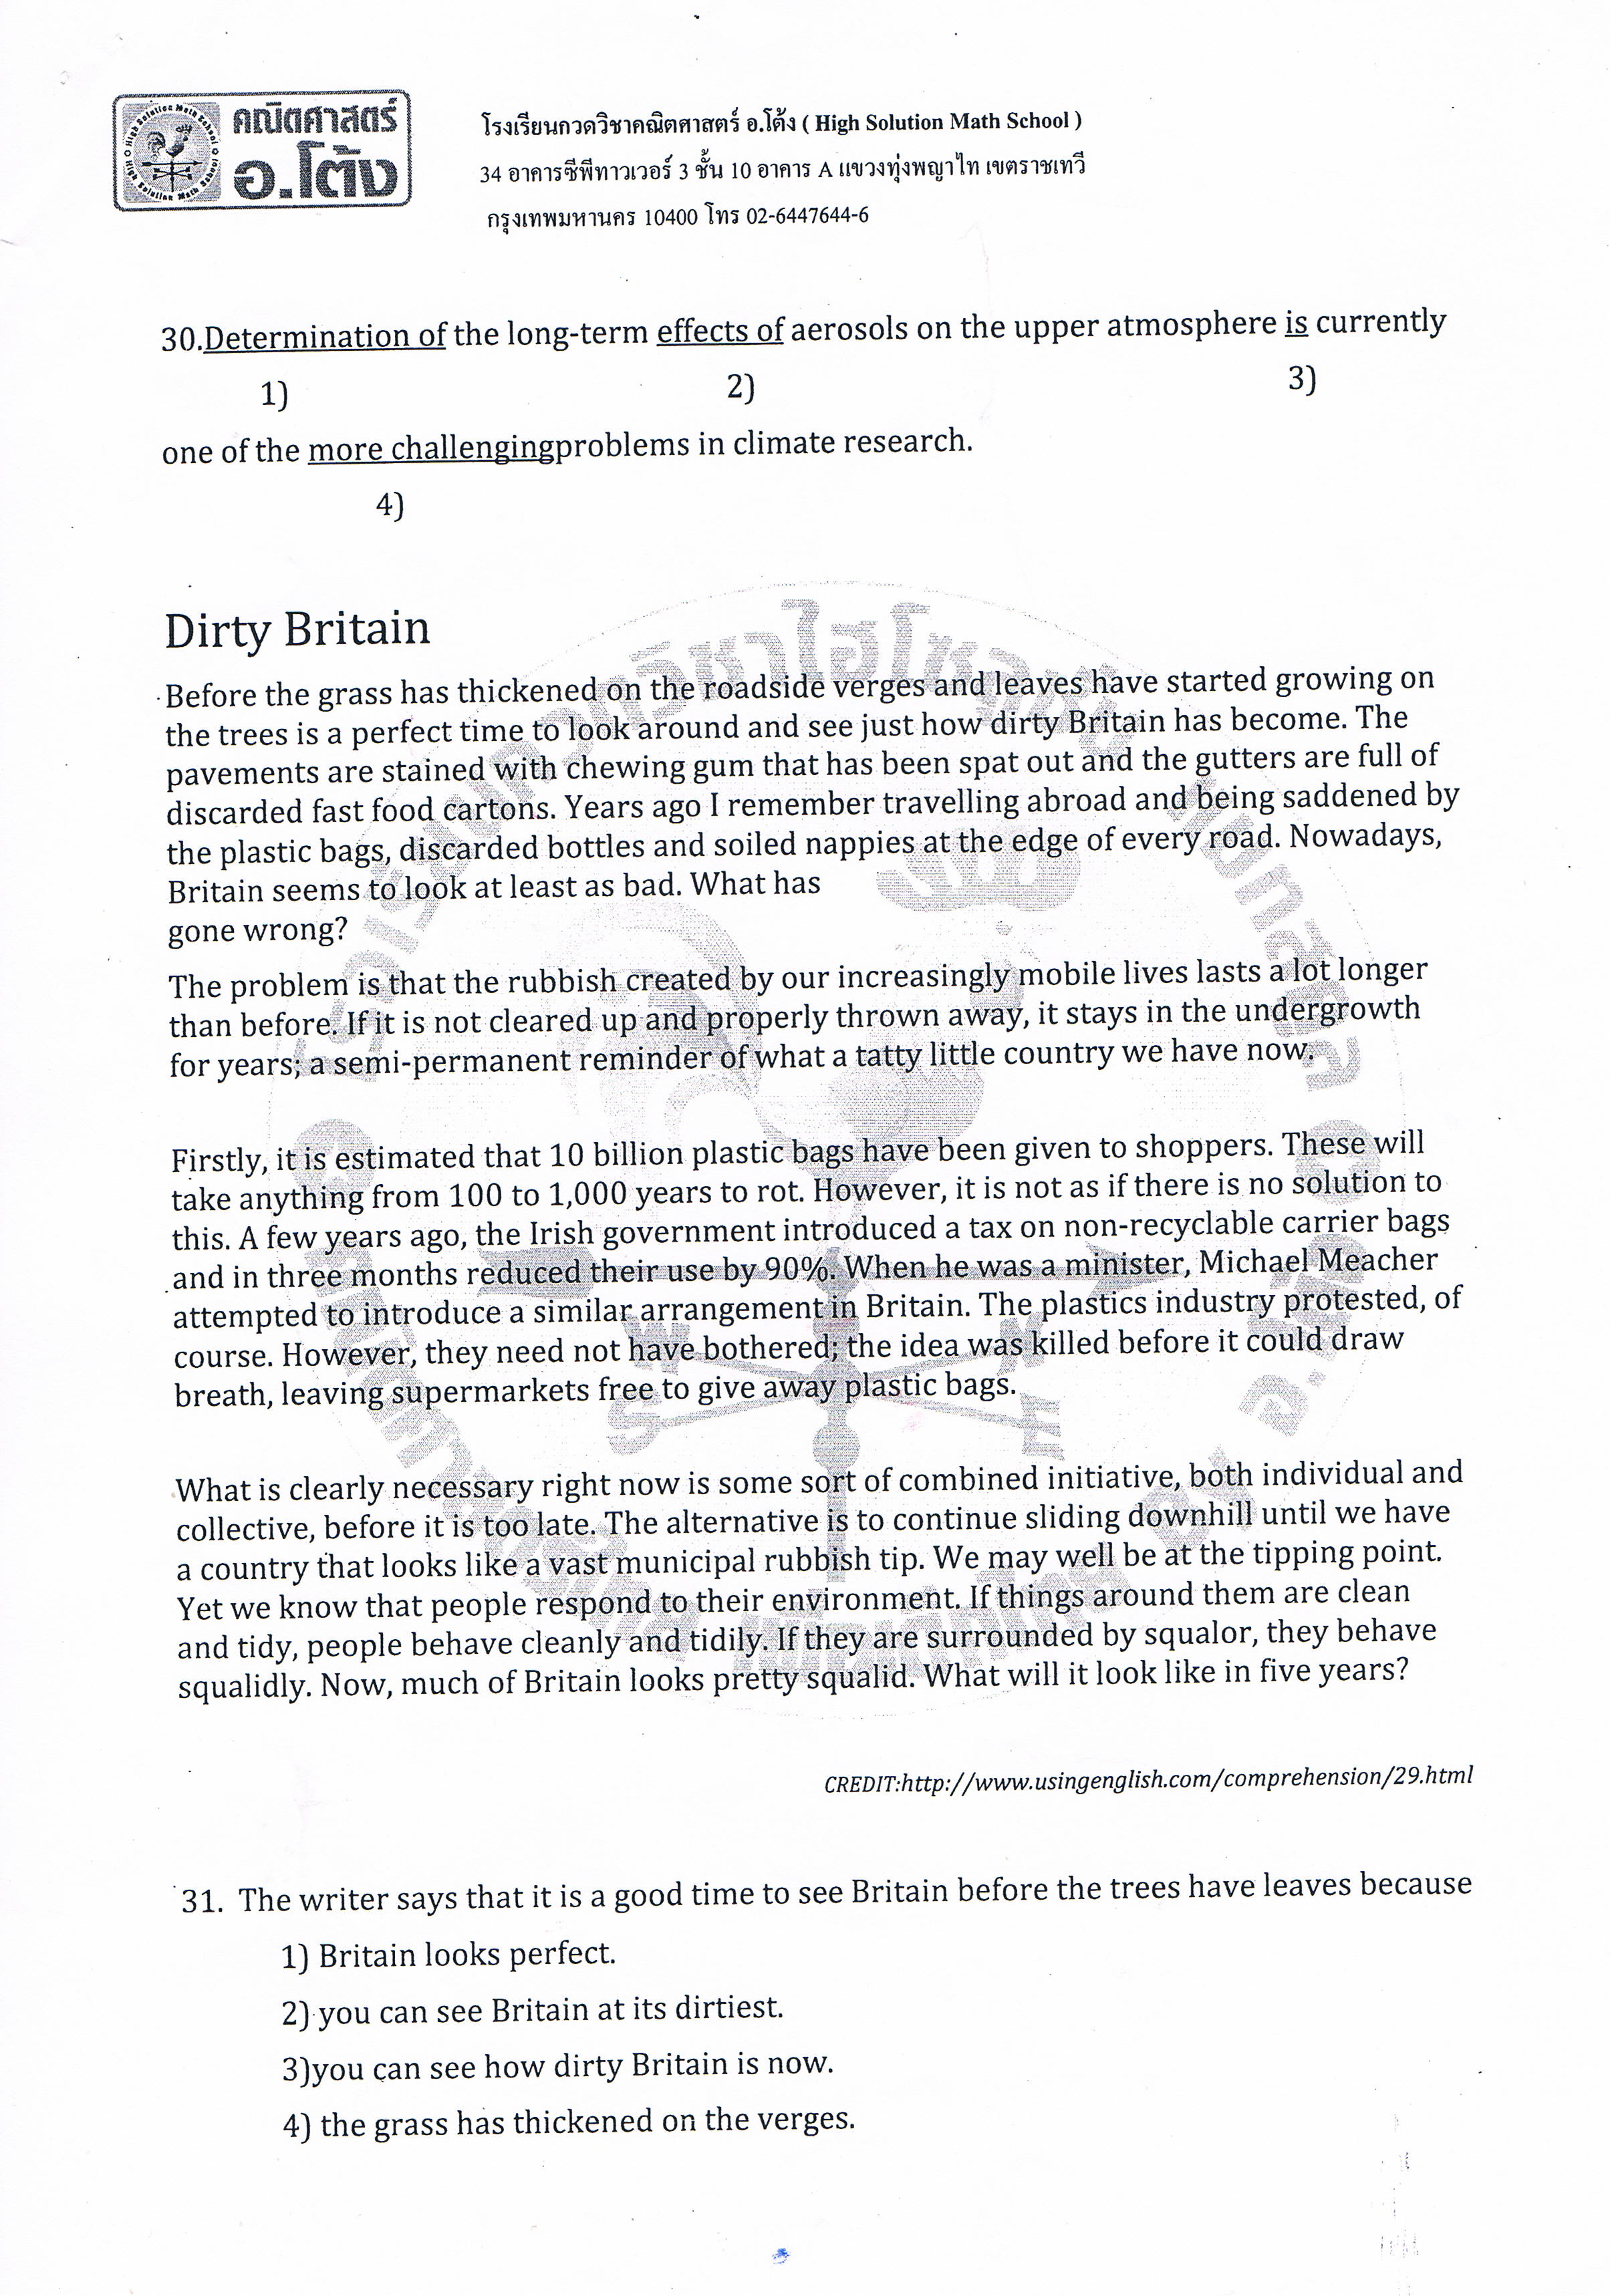 คณิตศาสตร์
อ.โต้ง
High Solution Math School
โรงเรียนกวดวิชาคณิตศาสตร์ อ.โต้ง ( High Solution Math School )
34 อาคารซีพีทาวเวอร์ 3 ชั้น 10 อาคาร A แขวงทุ่งพญาไท เขตราชเทวี
กรุงเทพมหานคร 10400 โทร 02-6447644-6
30.Determination of the long-term effects of aerosols on the upper atmosphere is currently
1) 2) 3)
one of the more challengingproblems in climate research.
4)
Dirty Britain
Before the grass has thickened on the roadside verges and leaves have started growing on
the trees is a perfect time to look around and see just how dirty Britain has become. The
pavements are stained with chewing gum that has been spat out and the gutters are full of
discarded fast food cartons. Years ago I remember travelling abroad and being saddened by
the plastic bags, discarded bottles and soiled nappies at the edge of every road. Nowadays,
Britain seems to look at least as bad. What has
gone wrong?
The problem is that the rubbish created by our increasingly mobile lives lasts a lot longer
than before. If it is not cleared up and properly thrown away, it stays in the undergrowth
for years; a semi-permanent reminder of what a tatty little country we have now.
Firstly, it is estimated that 10 billion plastic bags have been given to shoppers. These will
take anything from 100 to 1,000 years to rot. However, it is not as if there is no solution to
this. A few years ago, the Irish government introduced a tax on non-recyclable carrier bags
and in three months reduced their use by 90%. When he was a minister, Michael Meacher
attempted to introduce a similar arrangement in Britain. The plastics industry protested, of
course. However, they need not have bothered; the idea was killed before it could draw
breath, leaving supermarkets free to give away plastic bags.
What is clearly necessary right now is some sort of combined initiative, both individual and
collective, before it is too late. The alternative is to continue sliding downhill until we have
a country that looks like a vast municipal rubbish tip. We may well be at the tipping point.
Yet we know that people respond to their environment. If things around them are clean
and tidy, people behave cleanly and tidily. If they are surrounded by squalor, they behave
squalidly. Now, much of Britain looks pretty squalid. What will it look like in five years?
CREDIT:http://www.usingenglish.com/comprehension/29.html
31. The writer says that it is a good time to see Britain before the trees have leaves because
1) Britain looks perfect.
2) you can see Britain at its dirtiest.
3)you can see how dirty Britain is now.
4) the grass has thickened on the verges.